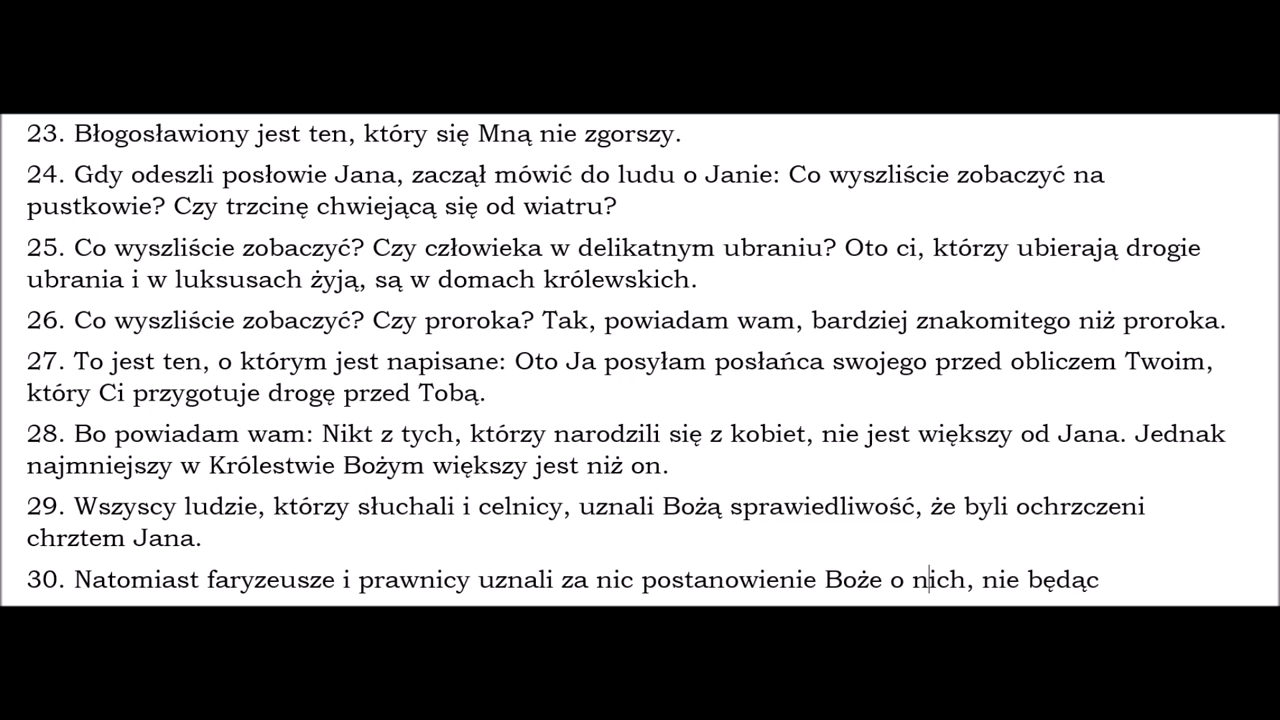 23. Błogosławiony jest ten, który się Mną nie zgorszy.
24. Gdy odeszli posłowie Jana, zaczął mówić do ludu o Janie: Co wyszliście zobaczyć na
pustkowie? Czy trzcinę chwiejącą się od wiatru?
25. Co wyszliście zobaczyć? Czy człowieka w delikatnym ubraniu? Oto ci, którzy ubierają drogie
ubrania i w luksusach żyją, są w domach królewskich.
26. Co wyszliście zobaczyć? Czy proroka? Tak, powiadam wam, bardziej znakomitego niż proroka.
27. To jest ten, o którym jest napisane: Oto Ja posyłam posłańca swojego przed obliczem Twoim,
który Ci przygotuje drogę przed Tobą.
28. Bo powiadam wam: Nikt z tych, którzy narodzili się z kobiet, nie jest większy od Jana. Jednak
najmniejszy w Królestwie Bożym większy jest niż on.
29. Wszyscy ludzie, którzy słuchali i celnicy, uznali Bożą sprawiedliwość, że byli ochrzczeni
chrztem Jana.
30. Natomiast faryzeusze i prawnicy uznali za nic postanowienie Boże o nich, nie będąc